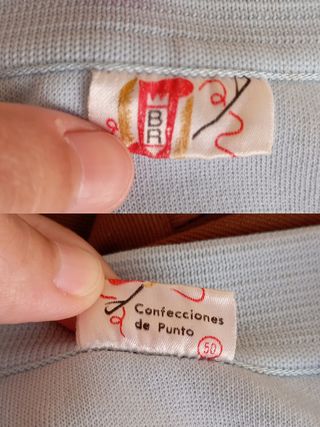 BR
Confecciones
de Punto
50